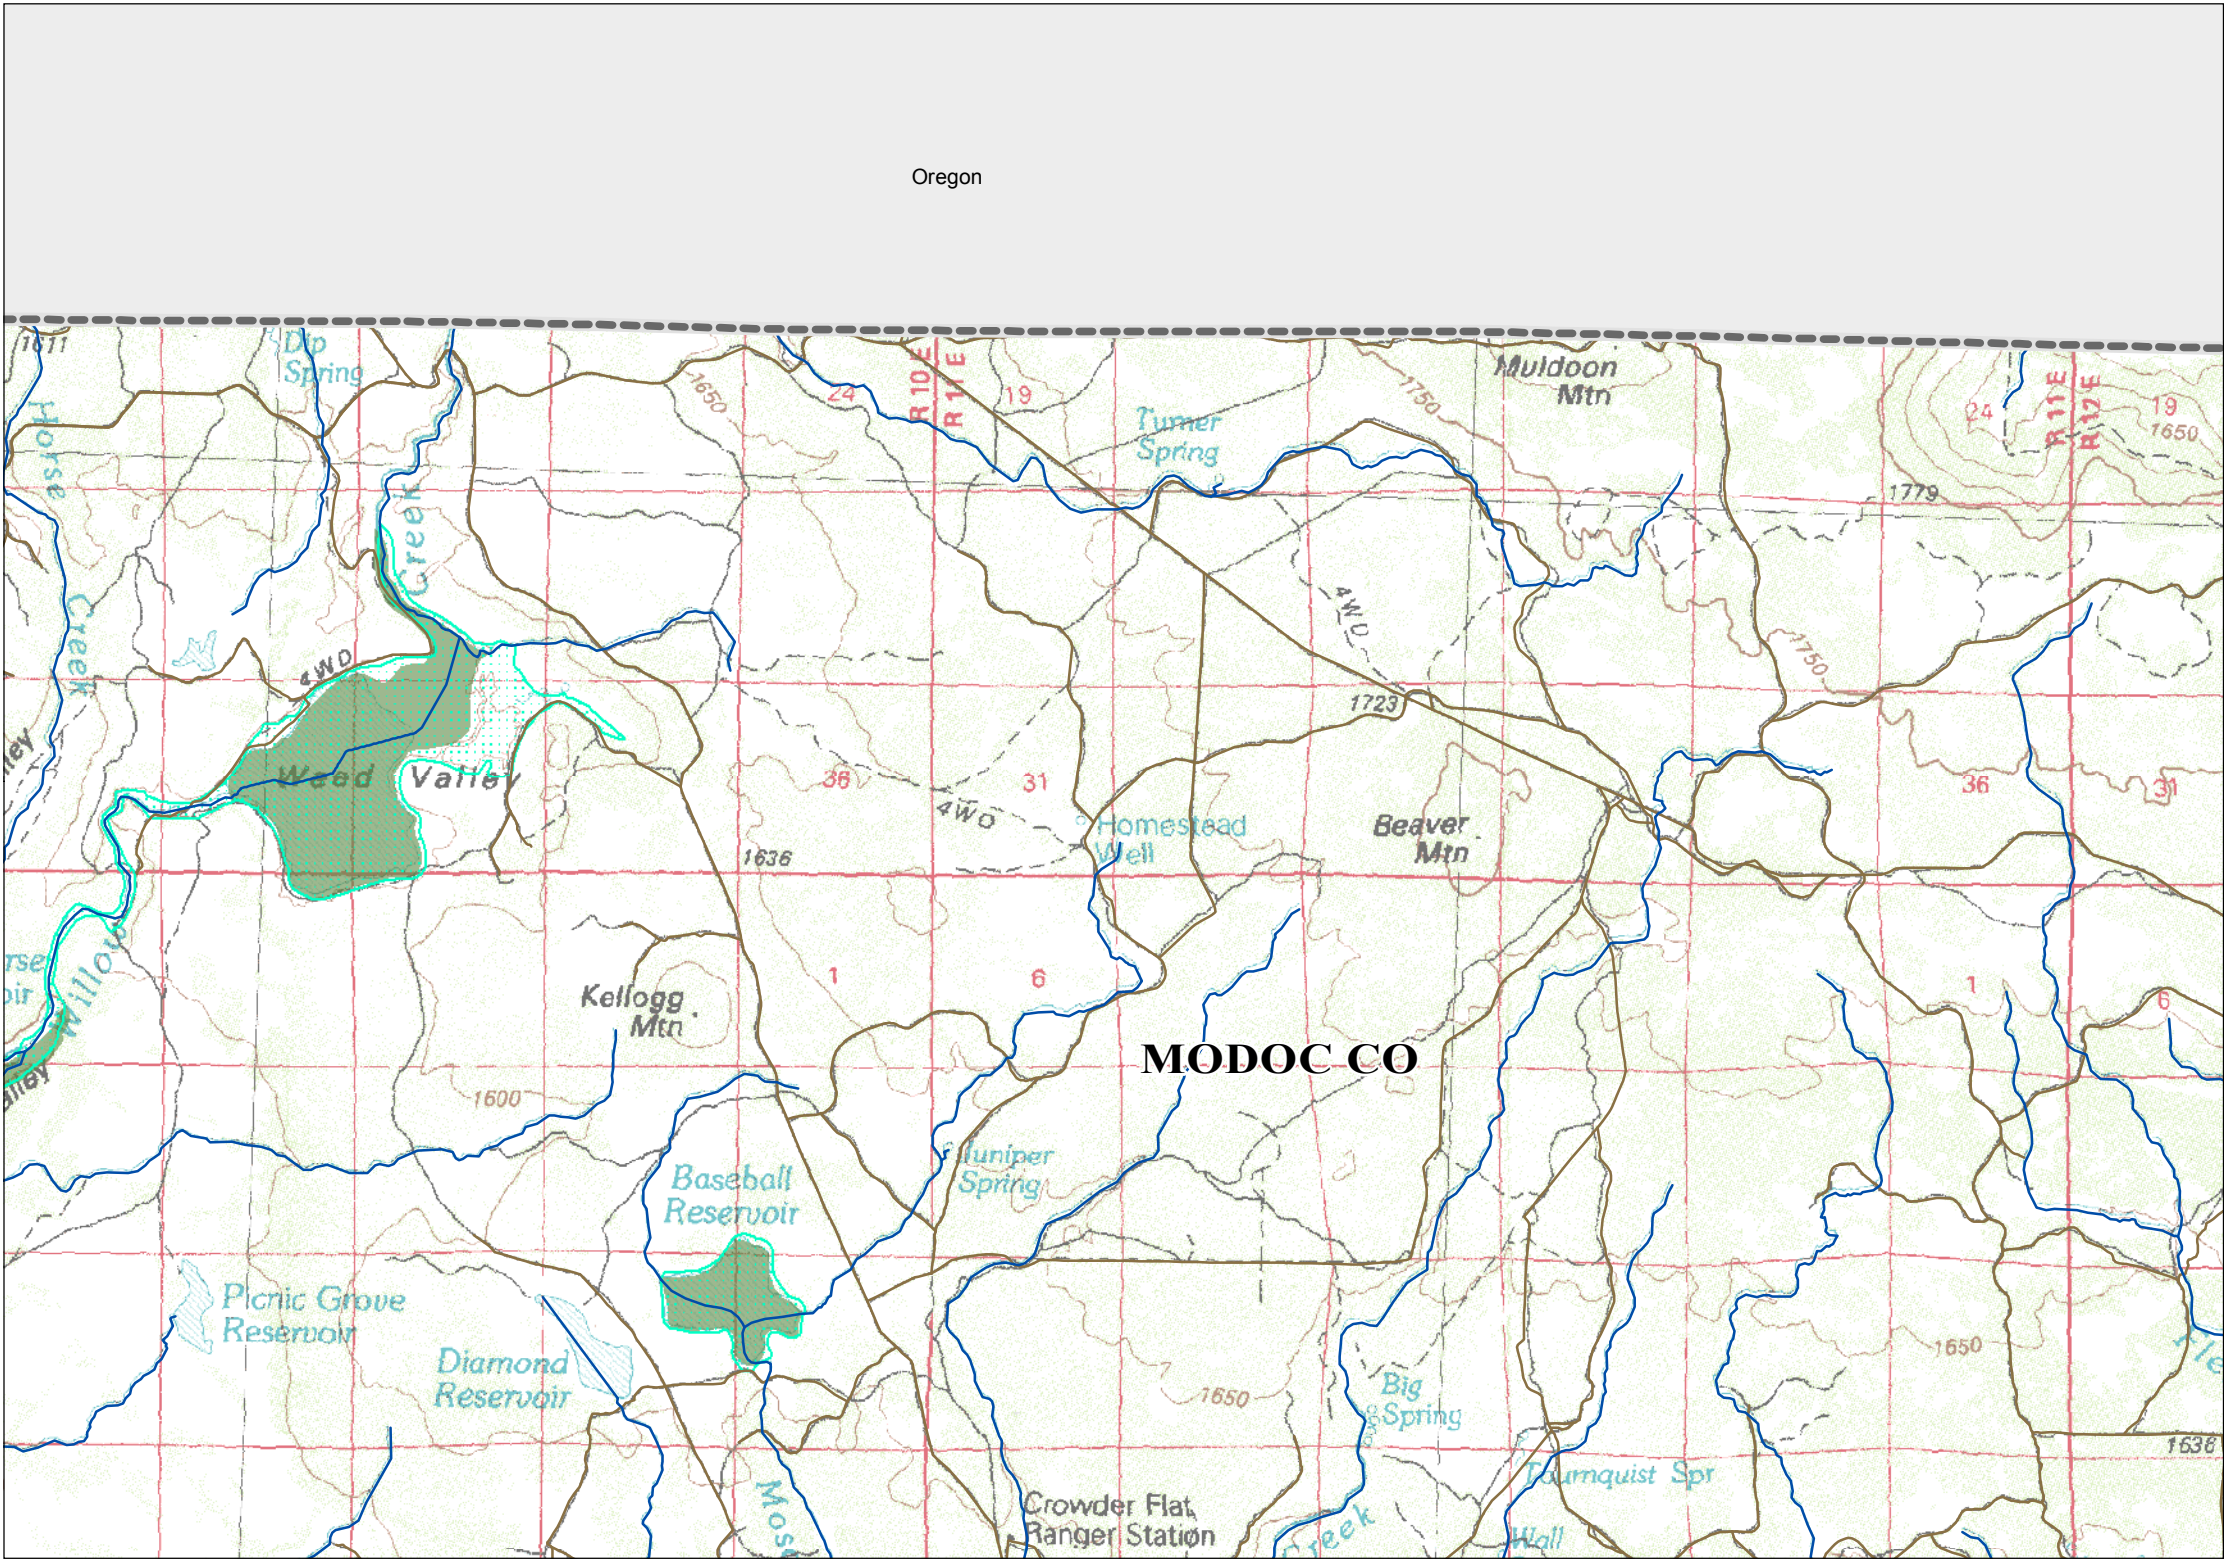 Oregon
1611
Dip
Spring
Muldoon
Mtn
1650
24
R 10 E
R 11 E
19
1750
24
R 11 E
R 12 E
19
1650
Turner
Spring
Horse
Creek
Creek
1779
4WD
4WD
1750
1723
Weed Valley
36
31
36
31
4WD
Homestead
Well
Beaver
Mtn
1636
Willow
1
6
1
6
Kellogg
Mtn
MODOC CO
1600
Juniper
Spring
Baseball
Reservoir
Picnic Grove
Reservoir
Diamond
Reservoir
1650
1650
Big
Spring
1638
Tournquist Spr
Crowder Flat
Ranger Station
Creek
Wall